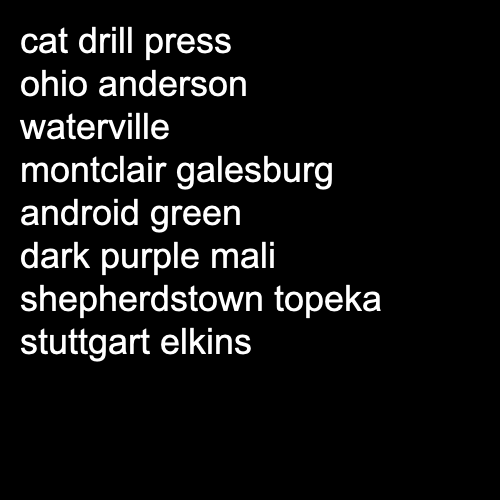 cat drill press
ohio anderson
waterville
montclair galesburg
android green
dark purple mali
shepherdstown topeka
stuttgart elkins